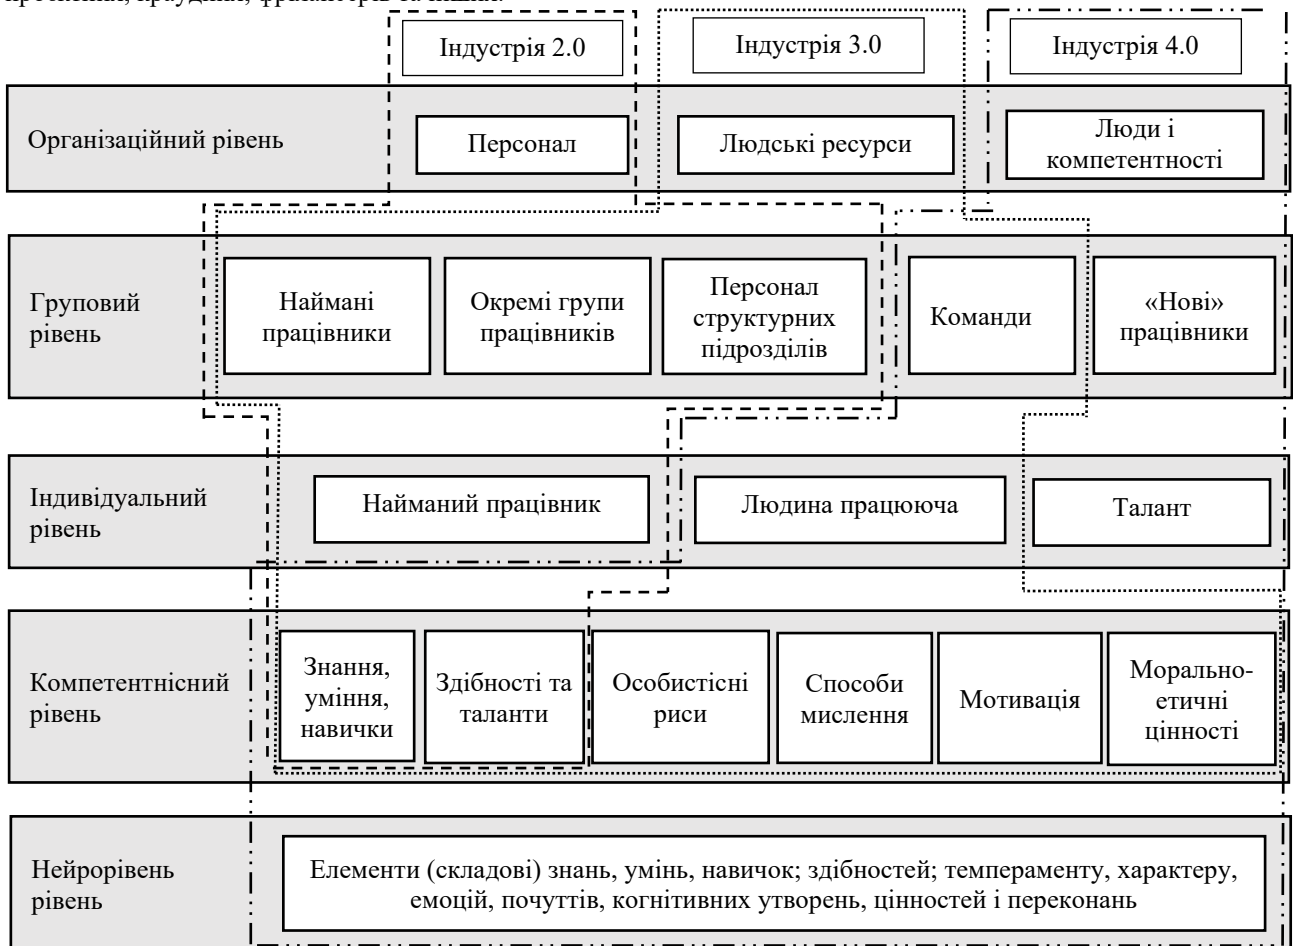 Індустрія 2.0
Індустрія 3.0
Індустрія 4.0
Організаційний рівень
Персонал
Людські ресурси
Люди і
компетентності
Груповий
рівень
Наймані
працівники
Окремі групи
працівників
Персонал
структурних
підрозділів
Команди
«Нові»
працівники
Індивідуальний
рівень
Найманий працівник
Людина працююча
Талант
Компетентнісний
рівень
Знання,
уміння,
навички
Здібності та
таланти
Особистісні
риси
Способи
мислення
Мотивація
Морально-
етичні
цінності
Нейрорівень
рівень
Елементи (складові) знань, умінь, навичок; здібностей; темпераменту, характеру,
емоцій, почуттів, когнітивних утворень, цінностей і переконань